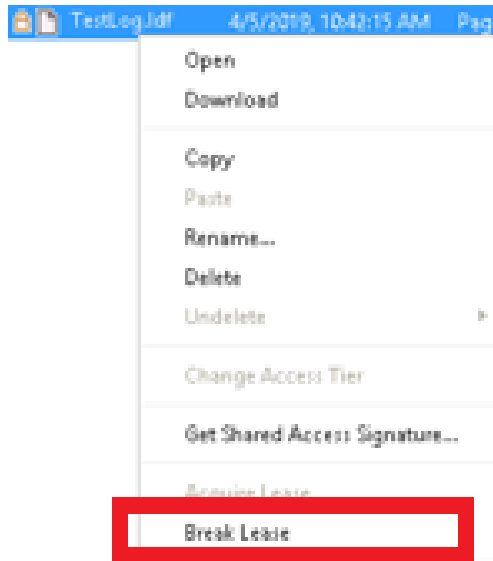 TestLog.ldf 4/5/2019, 10:42:15 AM Pag
Open
Download
Copy
Paste
Rename...
Delete
Undelete
Change Access Tier
Get Shared Access Signature...
Acquire Lease
Break Lease